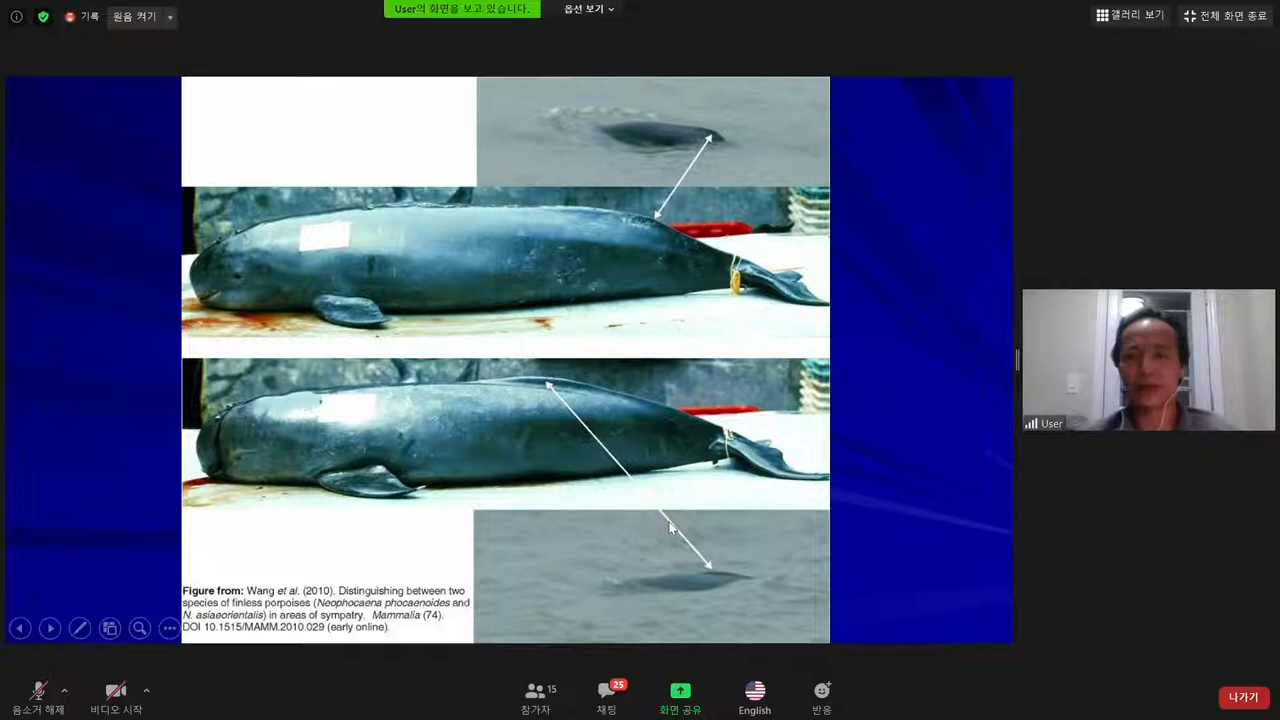 기록
원음 켜기
User의 화면을 보고 있습니다.
옵션 보기
갤러리 보기
전체 화면 종료
User
Figure from: Wang et al. (2010). Distinguishing between two
species of finless porpoises (Neophocaena phocaenoides and
N. asiaeorientalis) in areas of sympatry. Mammalia (74).
DOI 10.1515/MAMM.2010.029 (early online).
음소거 해제
비디오 시작
15
참가자
25
채팅
화면 공유
English
반응
나가기